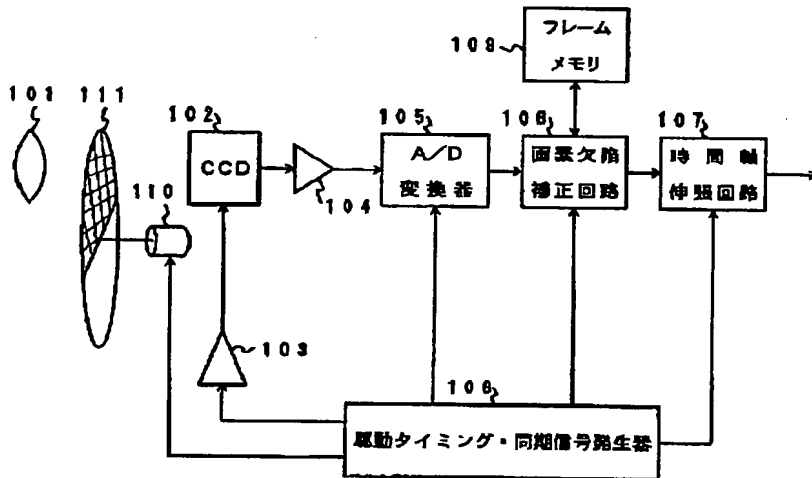 109
フレーム
メモリ
101
111
102
CCD
110
104
105
A/D
変換器
106
画素欠陥
補正回路
107
時間軸
伸張回路
103
駆動タイミング・同期信号発生器